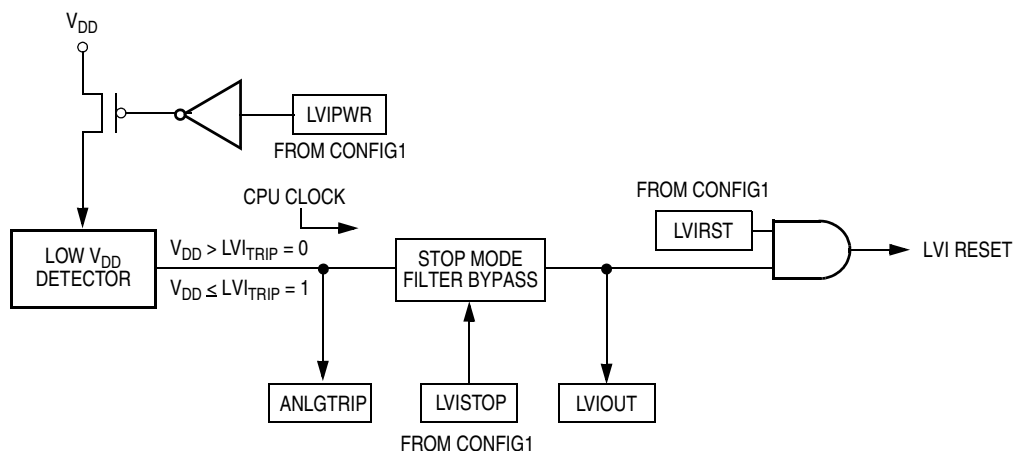 VDD
LVIPWR
FROM CONFIG1
CPU CLOCK
FROM CONFIG1
LVIRST
LOW VDD
DETECTOR
VDD > LVITRIP = 0
VDD ≤ LVITRIP = 1
STOP MODE
FILTER BYPASS
LVI RESET
ANLGTRIP
LVISTOP
LVIOUT
FROM CONFIG1